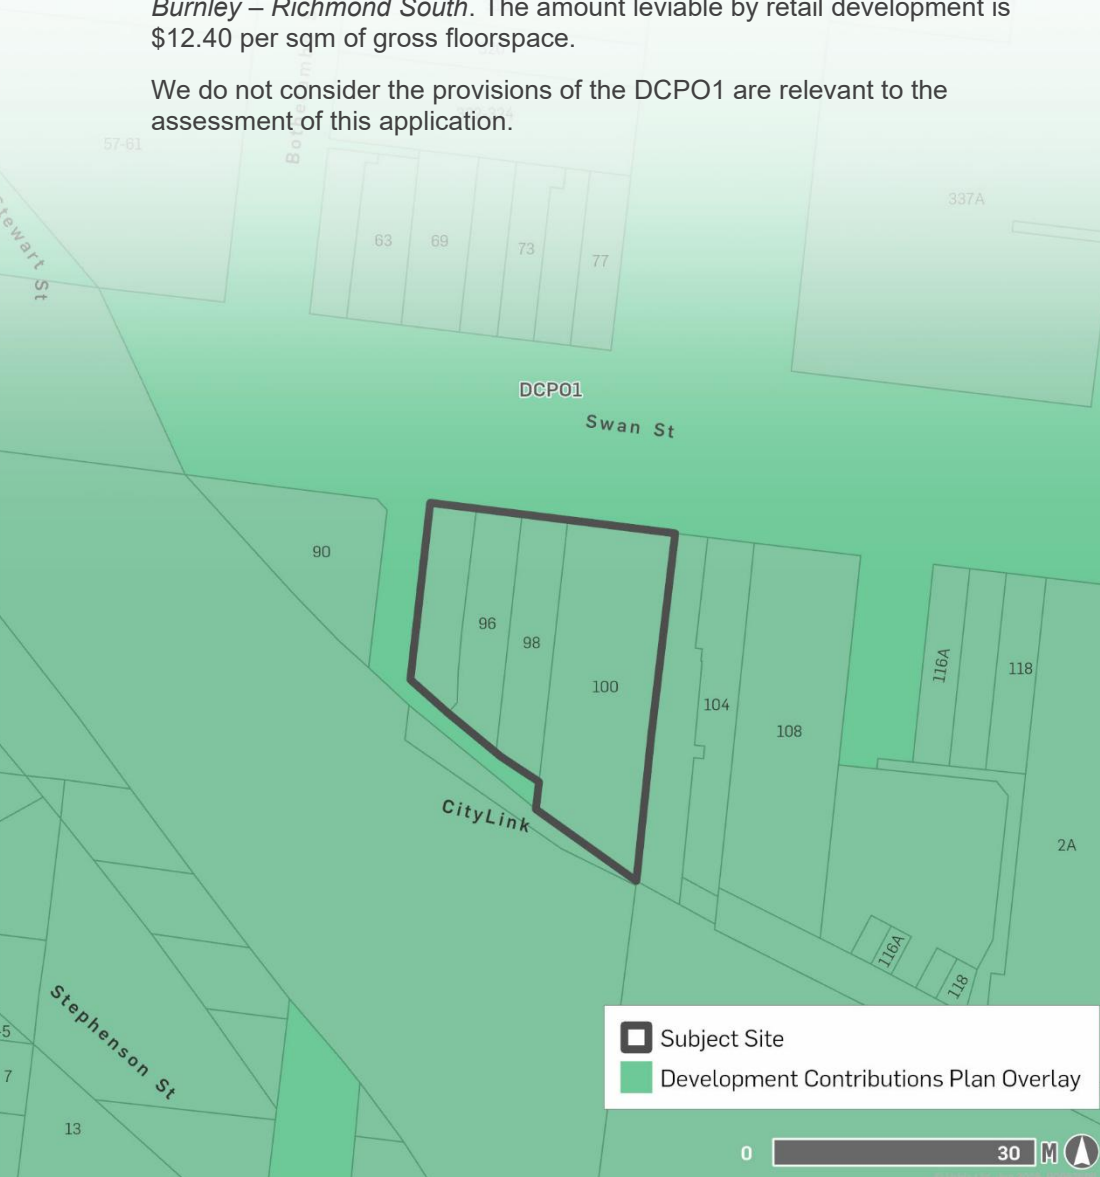 Burnley – Richmond South. The amount leviable by retail development is
$12.40 per sqm of gross floorspace.
We do not consider the provisions of the DCPO1 are relevant to the
assessment of this application.
57-61
337A
Stewart St
63
69
73
77
DCPO1
Swan St
90
96
98
100
104
108
116A
118
2A
CityLink
116A
118
Stephenson St
7
13
Subject Site
Development Contributions Plan Overlay
0
30 M